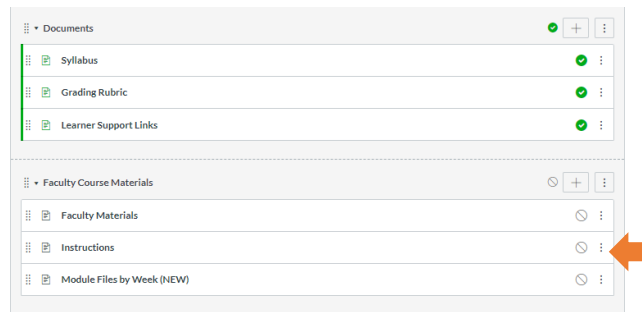 Documents
Syllabus
Grading Rubric
Learner Support Links
Faculty Course Materials
Faculty Materials
Instructions
Module Files by Week (NEW)